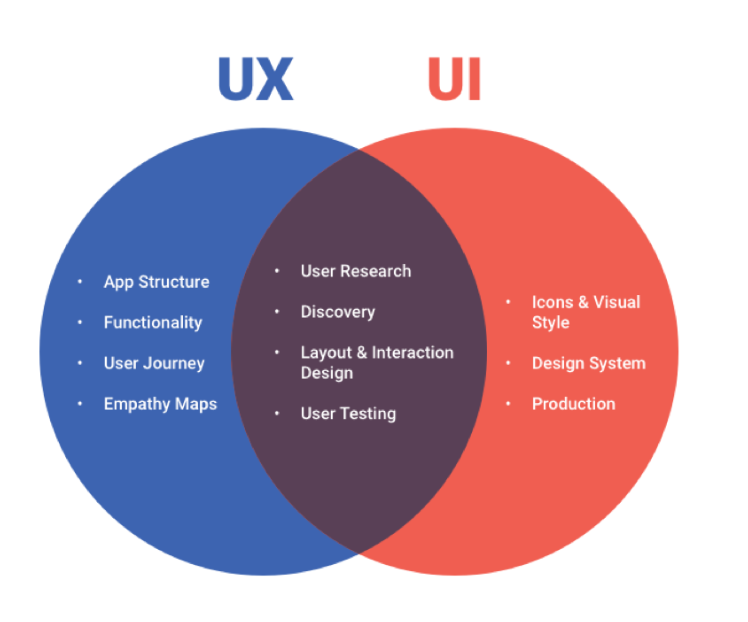 UX
UI
• App Structure
• Functionality
• User Journey
• Empathy Maps
• User Research
• Discovery
• Layout & Interaction
Design
• User Testing
• Icons & Visual
Style
• Design System
• Production